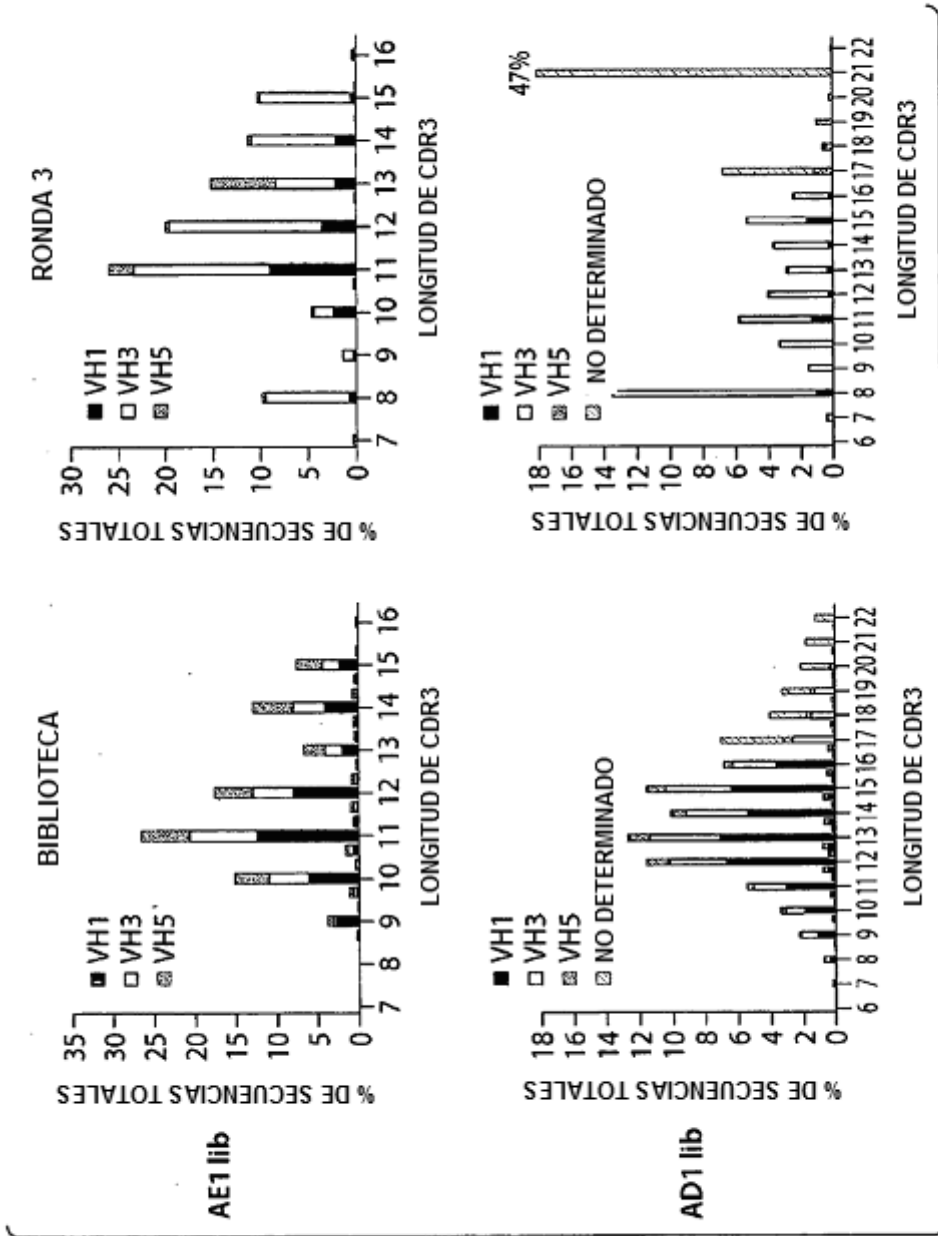 BIBLIOTECA
RONDA 3
AE1 lib
% DE SECUENCIAS TOTALES
35
30
25
20
15
10
5
0
VH1
VH3
VH5
7 8 9 10 11 12 13 14 15 16
LONGITUD DE CDR3
% DE SECUENCIAS TOTALES
30
25
20
15
10
5
0
VH1
VH3
VH5
7 8 9 10 11 12 13 14 15 16
LONGITUD DE CDR3
AD1 lib
% DE SECUENCIAS TOTALES
18
16
14
12
10
8
6
4
2
0
VH1
VH3
VH5
NO DETERMINADO
6 7 8 9 10 11 12 13 14 15 16 17 18 19 20 21 22
LONGITUD DE CDR3
% DE SECUENCIAS TOTALES
18
16
14
12
10
8
6
4
2
0
VH1
VH3
VH5
NO DETERMINADO
47%
6 7 8 9 10 11 12 13 14 15 16 17 18 19 20 21 22
LONGITUD DE CDR3